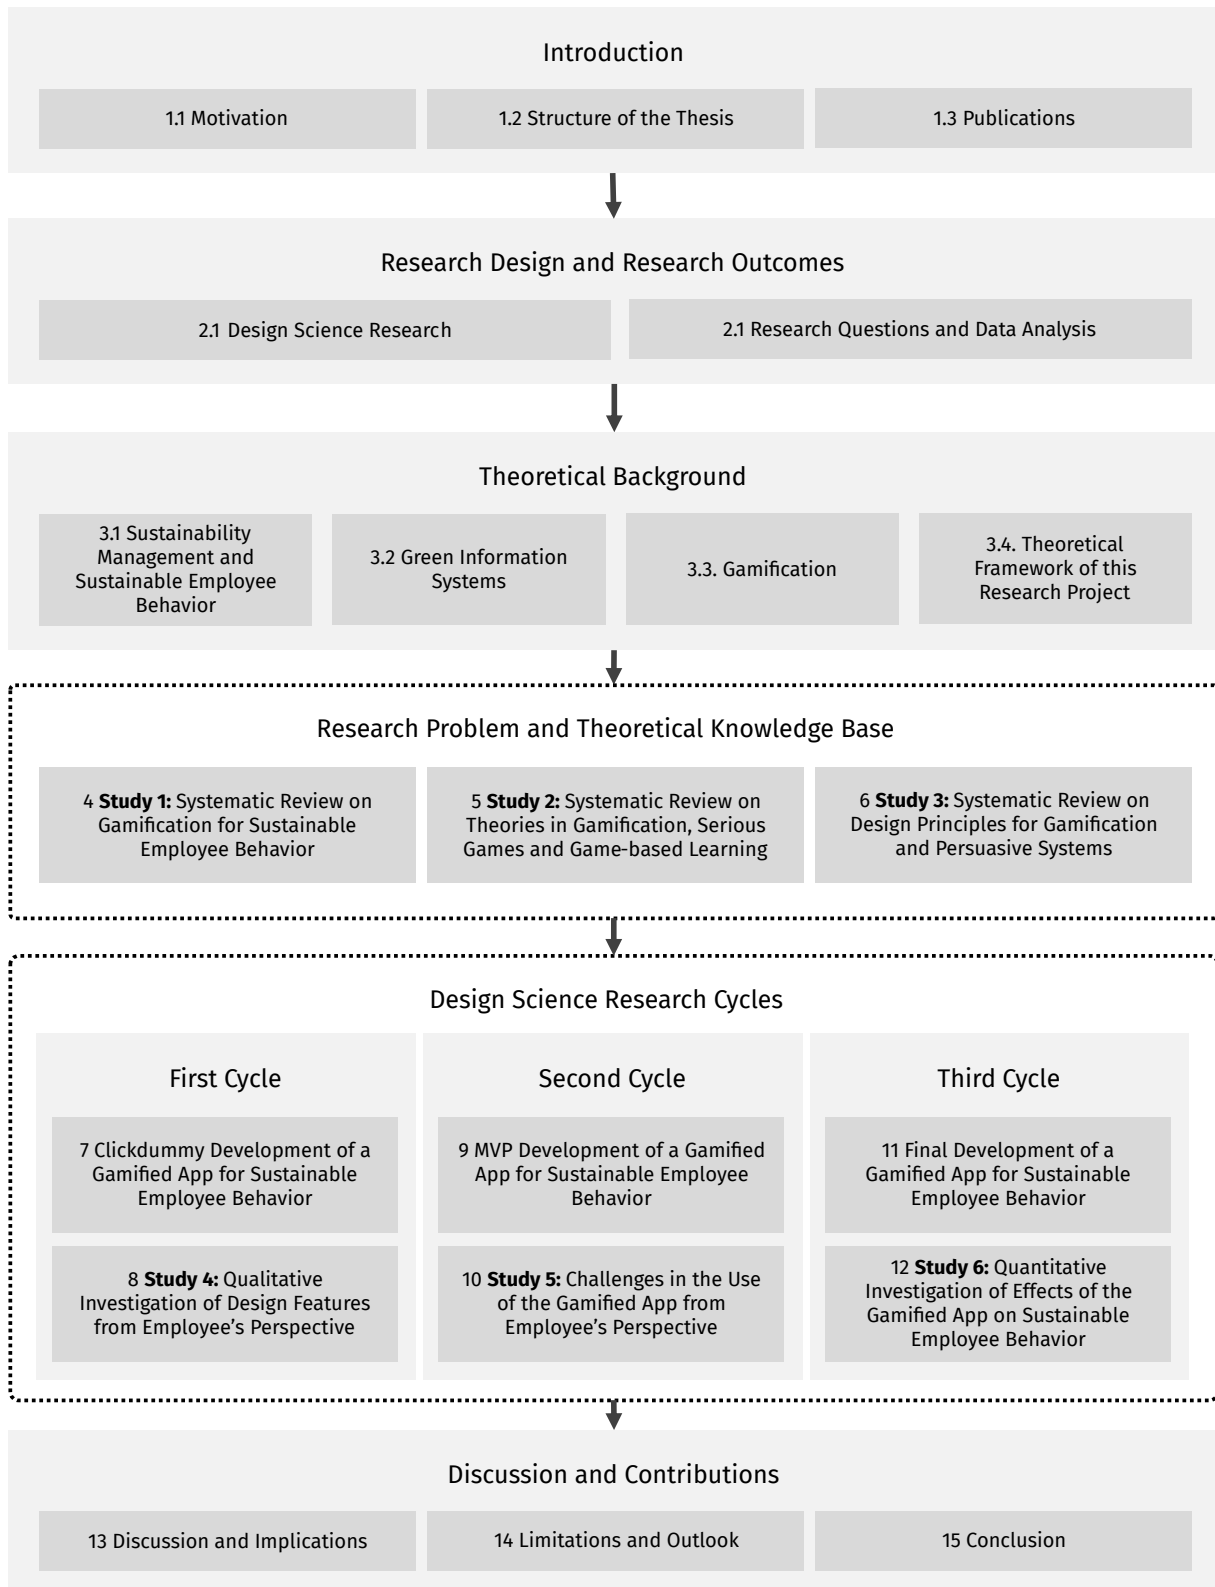 Introduction
1.1 Motivation
1.2 Structure of the Thesis
1.3 Publications
Research Design and Research Outcomes
2.1 Design Science Research
2.1 Research Questions and Data Analysis
Theoretical Background
3.1 Sustainability
Management and
Sustainable Employee
Behavior
3.2 Green Information
Systems
3.3. Gamification
3.4. Theoretical
Framework of this
Research Project
Research Problem and Theoretical Knowledge Base
4 Study 1: Systematic Review on
Gamification for Sustainable
Employee Behavior
5 Study 2: Systematic Review on
Theories in Gamification, Serious
Games and Game-based Learning
6 Study 3: Systematic Review on
Design Principles for Gamification
and Persuasive Systems
Design Science Research Cycles
First Cycle
7 Clickdummy Development of a
Gamified App for Sustainable
Employee Behavior
8 Study 4: Qualitative
Investigation of Design Features
from Employee's Perspective
Second Cycle
9 MVP Development of a Gamified
App for Sustainable Employee
Behavior
10 Study 5: Challenges in the Use
of the Gamified App from
Employee's Perspective
Third Cycle
11 Final Development of a
Gamified App for Sustainable
Employee Behavior
12 Study 6: Quantitative
Investigation of Effects of the
Gamified App on Sustainable
Employee Behavior
Discussion and Contributions
13 Discussion and Implications
14 Limitations and Outlook
15 Conclusion